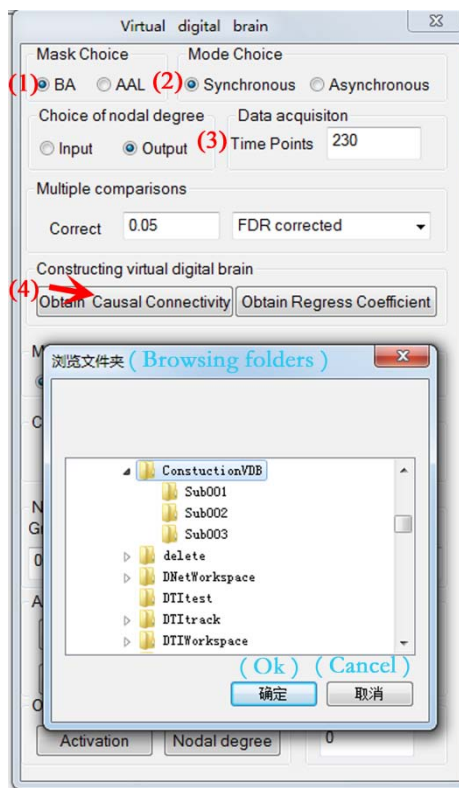 Virtual digital brain
Mask Choice Mode Choice
(1) BA AAL (2) Synchronous Asynchronous
Choice of nodal degree Data acquisiton
Input Output (3) Time Points 230
Multiple comparisons
Correct 0.05 FDR corrected
Constructing virtual digital brain
(4) Obtain Causal Connectivity Obtain Regress Coefficient
M
浏览文件夹 ( Browsing folders )
C
ConstuctionVDB
Sub001
Sub002
N
Sub003
G
delete
0
DNetWorkspace
DTItest
A
DTItrack
DTIWorkspace
( Ok ) ( Cancel )
确定 取消
O
Activation Nodal degree 0